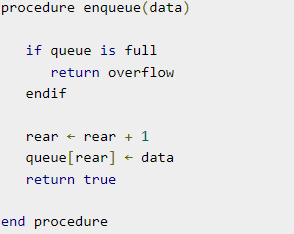 procedure enqueue(data)
if queue is full
return overflow
endif
rear ← rear + 1
queue[rear] ← data
return true
end procedure